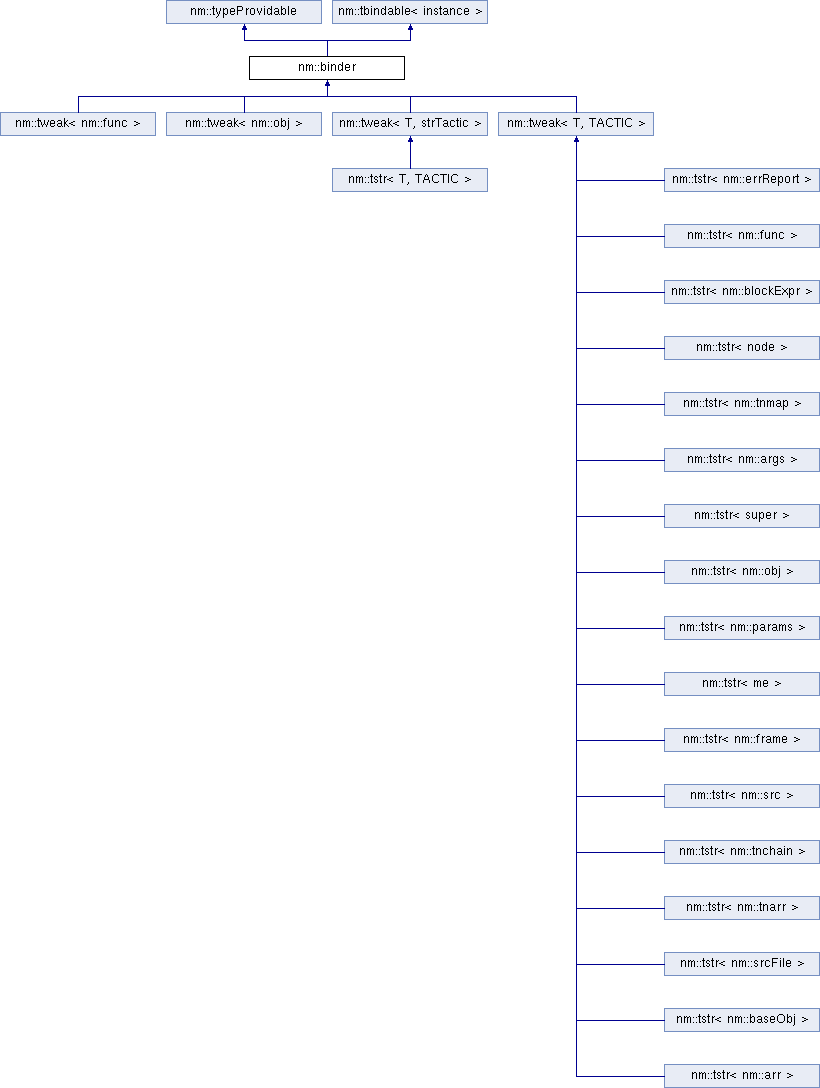 nm::typeProvidable
nm::tbindable< instance >
nm::binder
nm::tweak< nm::func >
nm::tweak< nm::obj >
nm::tweak< T, strTactic >
nm::tweak< T, TACTIC >
nm::tstr< T, TACTIC >
nm::tstr< nm::errReport >
nm::tstr< nm::func >
nm::tstr< nm::blockExpr >
nm::tstr< node >
nm::tstr< nm::tnmap >
nm::tstr< nm::args >
nm::tstr< super >
nm::tstr< nm::obj >
nm::tstr< nm::params >
nm::tstr< me >
nm::tstr< nm::frame >
nm::tstr< nm::src >
nm::tstr< nm::tnchain >
nm::tstr< nm::tnarr >
nm::tstr< nm::srcFile >
nm::tstr< nm::baseObj >
nm::tstr< nm::arr >